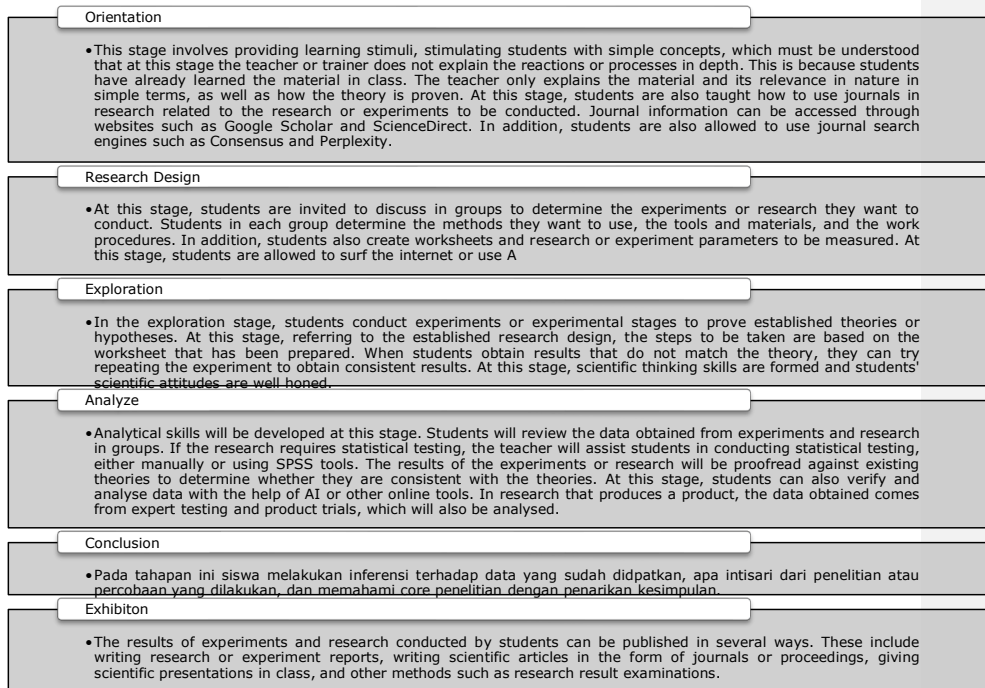 Orientation
•This stage involves providing learning stimuli, stimulating students with simple concepts, which must be understood
that at this stage the teacher or trainer does not explain the reactions or processes in depth. This is because students
have already learned the material in class. The teacher only explains the material and its relevance in nature in
simple terms, as well as how the theory is proven. At this stage, students are also taught how to use journals in
research related to the research or experiments to be conducted. Journal information can be accessed through
websites such as Google Scholar and ScienceDirect. In addition, students are also allowed to use journal search
engines such as Consensus and Perplexity.
Research Design
•At this stage, students are invited to discuss in groups to determine the experiments or research they want to
conduct. Students in each group determine the methods they want to use, the tools and materials, and the work
procedures. In addition, students also create worksheets and research or experiment parameters to be measured. At
this stage, students are allowed to surf the internet or use A
Exploration
•In the exploration stage, students conduct experiments or experimental stages to prove established theories or
hypotheses. At this stage, referring to the established research design, the steps to be taken are based on the
worksheet that has been prepared. When students obtain results that do not match the theory, they can try
repeating the experiment to obtain consistent results. At this stage, scientific thinking skills are formed and students'
scientific attitudes are well honed.
Analyze
•Analytical skills will be developed at this stage. Students will review the data obtained from experiments and research
in groups. If the research requires statistical testing, the teacher will assist students in conducting statistical testing,
either manually or using SPSS tools. The results of the experiments or research will be proofread against existing
theories to determine whether they are consistent with the theories. At this stage, students can also verify and
analyse data with the help of AI or other online tools. In research that produces a product, the data obtained comes
from expert testing and product trials, which will also be analysed.
Conclusion
•Pada tahapan ini siswa melakukan inferensi terhadap data yang sudah didpatkan, apa intisari dari penelitian atau
percobaan yang dilakukan, dan memahami core penelitian dengan penarikan kesimpulan.
Exhibiton
•The results of experiments and research conducted by students can be published in several ways. These include
writing research or experiment reports, writing scientific articles in the form of journals or proceedings, giving
scientific presentations in class, and other methods such as research result examinations.